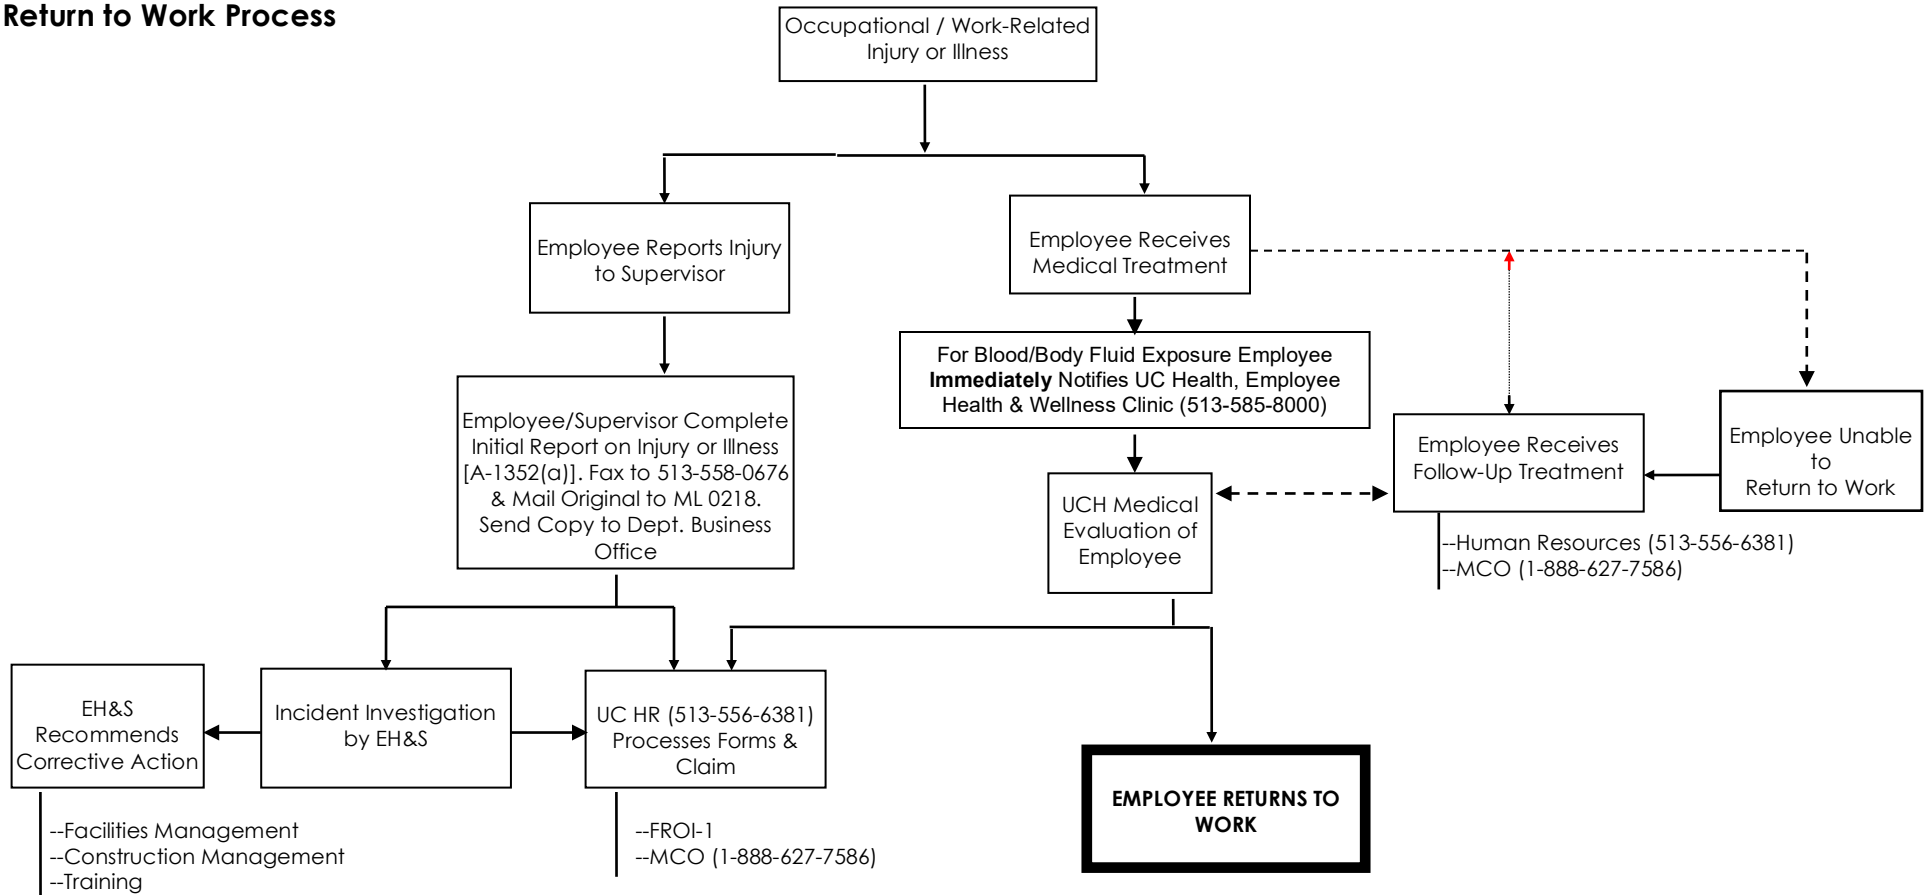 Return to Work Process
Occupational / Work-Related
Injury or Illness
Employee Reports Injury
to Supervisor
Employee Receives
Medical Treatment
For Blood/Body Fluid Exposure Employee
Immediately Notifies UC Health, Employee
Health & Wellness Clinic (513-585-8000)
Employee/Supervisor Complete
Initial Report on Injury or Illness
[A-1352(a)]. Fax to 513-558-0676
& Mail Original to ML 0218.
Send Copy to Dept. Business
Office
UCH Medical
Evaluation of
Employee
Employee Receives
Follow-Up Treatment
Employee Unable
to
Return to Work
--Human Resources (513-556-6381)
--MCO (1-888-627-7586)
EH&S
Recommends
Corrective Action
Incident Investigation
by EH&S
UC HR (513-556-6381)
Processes Forms &
Claim
EMPLOYEE RETURNS TO
WORK
--Facilities Management
--Construction Management
--Training
--FROI-1
--MCO (1-888-627-7586)